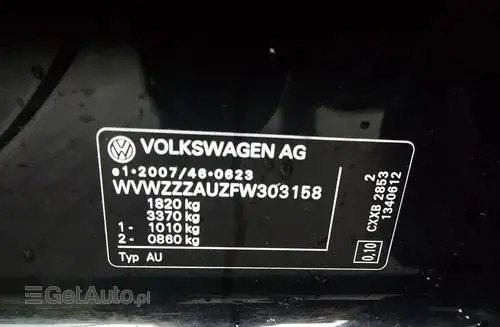 VOLKSWAGEN AG
e1*2007/46*0623
WVWZZZAUZFW303158
1820 kg
3370 kg
1 - 1010 kg
2 - 0860 kg
Typ AU
0,10
CXXB 2853 2
1340612
GetAuto.pl